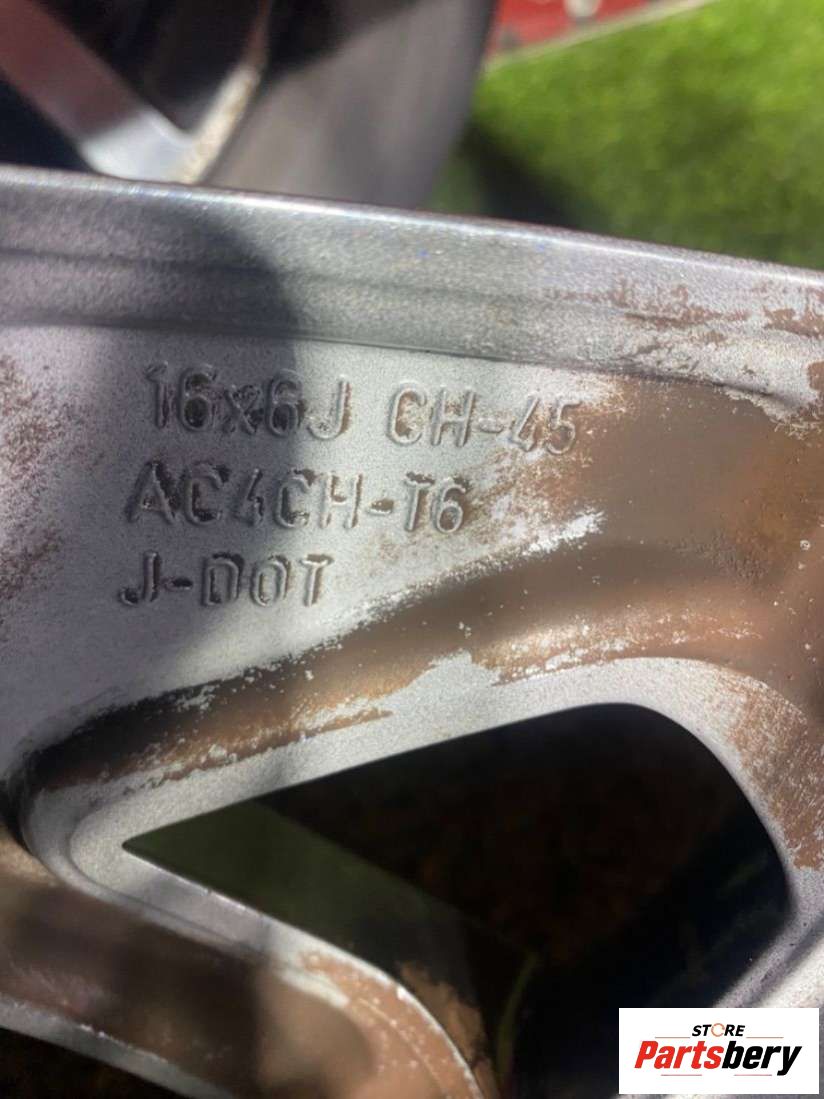 16x6J CH-45
AC4CH-T6
J-DOT
STORE
Partsbery